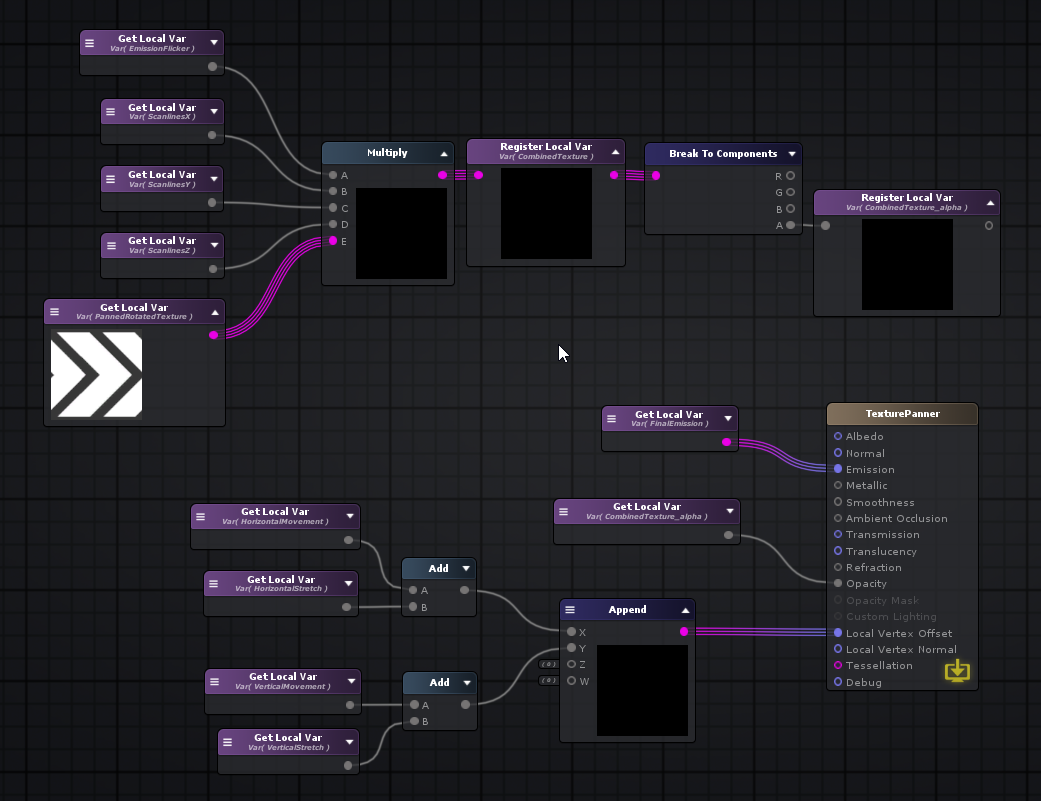 Get Local Var
Var( EmissionFlicker )
Get Local Var
Var( ScanlinesX )
Get Local Var
Var( ScanlinesY )
Get Local Var
Var( ScanlinesZ )
Get Local Var
Var( PannedRotatedTexture )
Multiply
A
B
C
D
E
Register Local Var
Var( CombinedTexture )
Break To Components
R
G
B
A
Register Local Var
Var( CombinedTexture_alpha )
Get Local Var
Var( FinalEmission )
Get Local Var
Var( CombinedTexture_alpha )
TexturePanner
Albedo
Normal
Emission
Metallic
Smoothness
Ambient Occlusion
Transmission
Translucency
Refraction
Opacity
Opacity Mask
Custom Lighting
Local Vertex Offset
Local Vertex Normal
Tessellation
Debug
Get Local Var
Var( HorizontalMovement )
Get Local Var
Var( HorizontalStretch )
Add
A
B
Get Local Var
Var( VerticalMovement )
Get Local Var
Var( VerticalStretch )
Add
A
B
Append
X
Y
( 0 ) Z
( 0 ) W